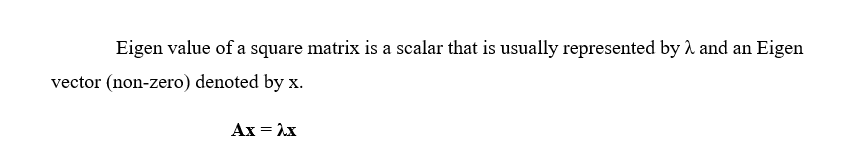 Eigen value of a square matrix is a scalar that is usually represented by λ and an Eigen
vector (non-zero) denoted by x.
Ax = λx